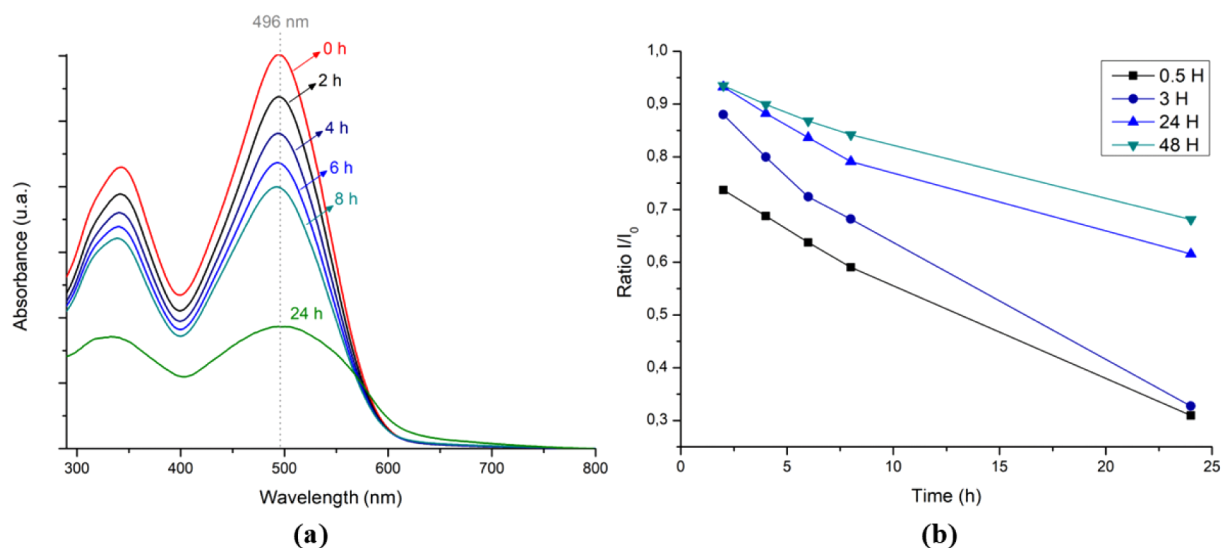 496 nm
0 h
2 h
4 h
6 h
8 h
24 h
Absorbance (u.a.)
300 400 500 600 700 800
Wavelength (nm)
(a)
1,0
0,9
0,8
0,7
0,6
0,5
0,4
0,3
Ratio I/I₀
0.5 H
3 H
24 H
48 H
0 5 10 15 20 25
Time (h)
(b)